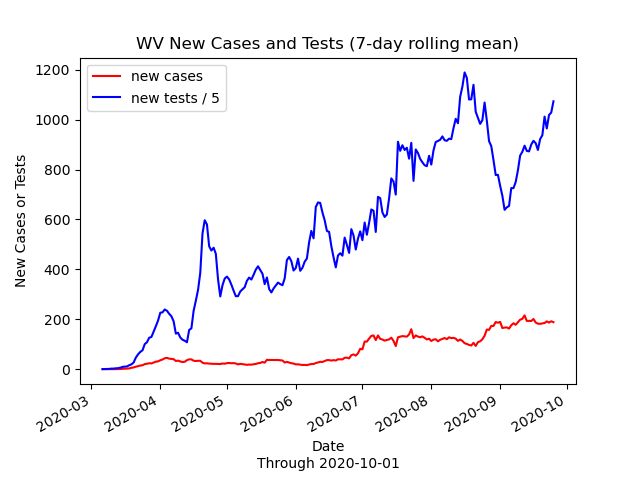 WV New Cases and Tests (7-day rolling mean)
new cases
new tests / 5
New Cases or Tests
1200
1000
800
600
400
200
0
2020-03
2020-04
2020-05
2020-06
2020-07
2020-08
2020-09
2020-10
Date
Through 2020-10-01